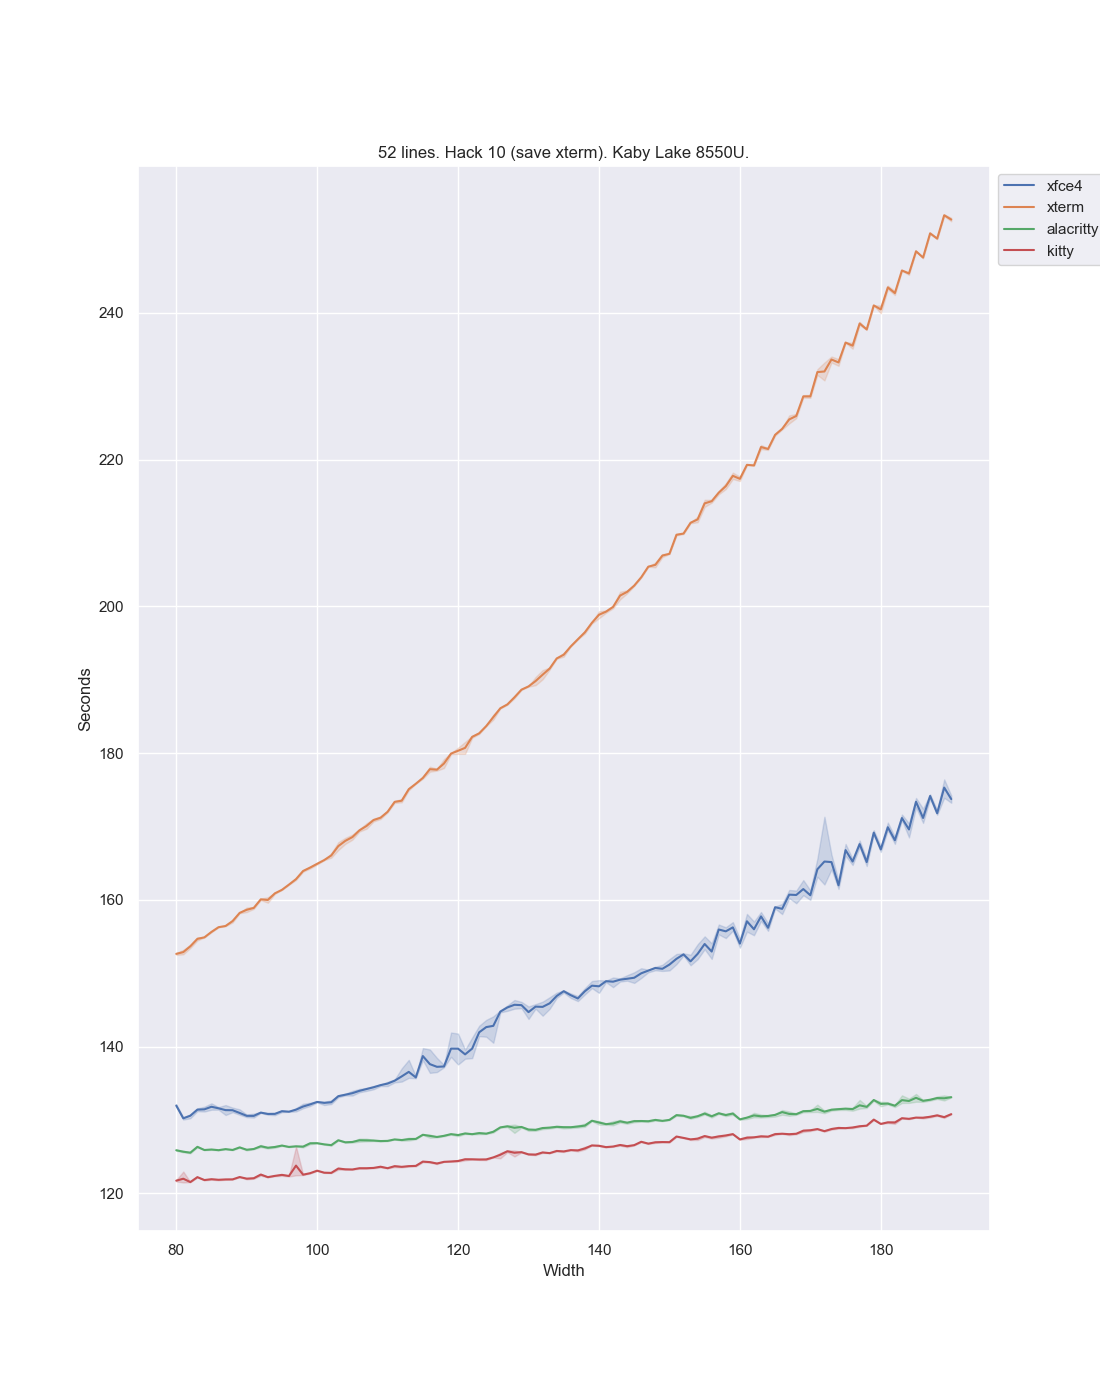 52 lines. Hack 10 (save xterm). Kaby Lake 8550U.
xfce4
xterm
alacritty
kitty
240
220
200
180
160
140
120
Seconds
80 100 120 140 160 180
Width